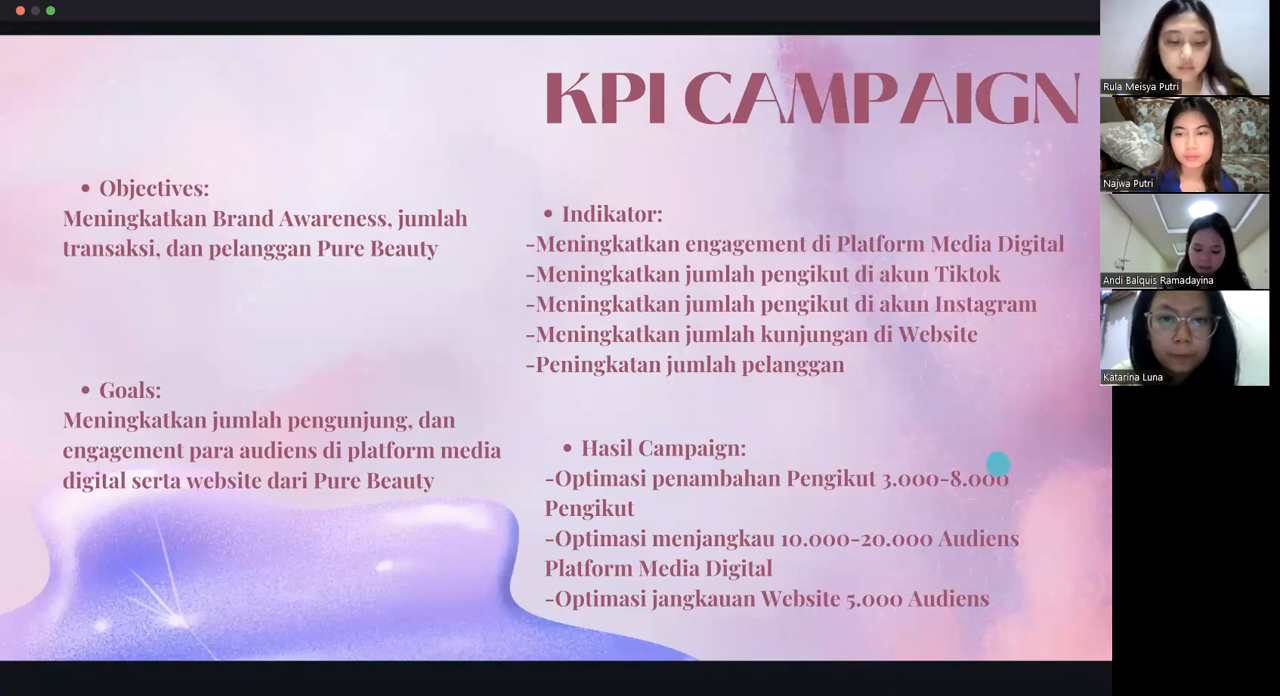 KPI CAMPAIGN
• Objectives:
Meningkatkan Brand Awareness, jumlah
transaksi, dan pelanggan Pure Beauty
• Goals:
Meningkatkan jumlah pengunjung, dan
engagement para audiens di platform media
digital serta website dari Pure Beauty
• Indikator:
-Meningkatkan engagement di Platform Media Digital
-Meningkatkan jumlah pengikut di akun Tiktok
-Meningkatkan jumlah pengikut di akun Instagram
-Meningkatkan jumlah kunjungan di Website
-Peningkatan jumlah pelanggan
• Hasil Campaign:
-Optimasi penambahan Pengikut 3.000-8.000
Pengikut
-Optimasi menjangkau 10.000-20.000 Audiens
Platform Media Digital
-Optimasi jangkauan Website 5.000 Audiens
Rula Meisya Putri
Najwa Putri
Andi Balquis Ramadayina
Katarina Luna